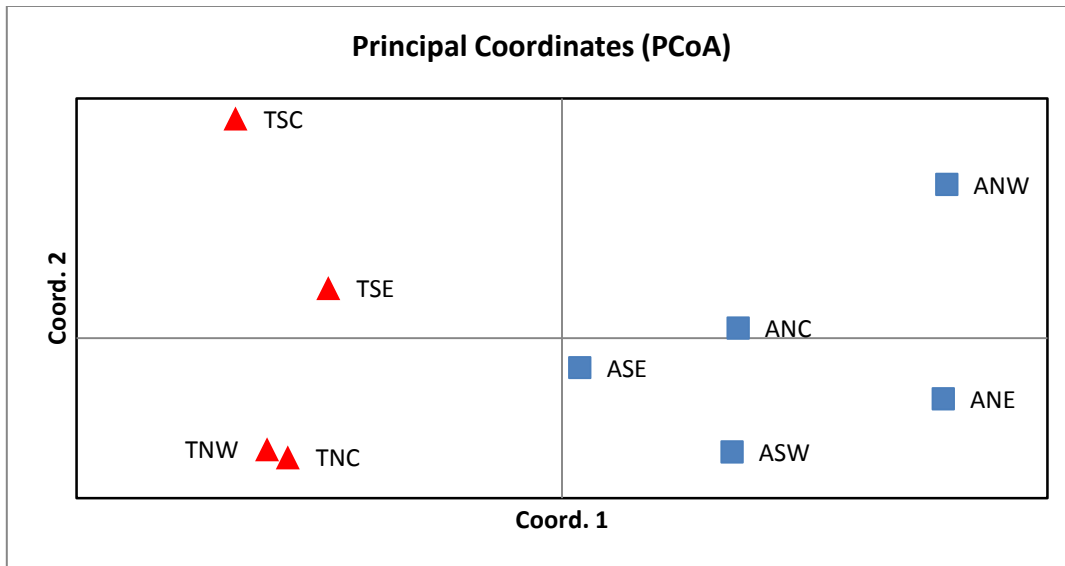 Principal Coordinates (PCoA)
TSC
ANW
TSE
Coord. 2
ANC
ASE
ANE
TNW
TNC
ASW
Coord. 1